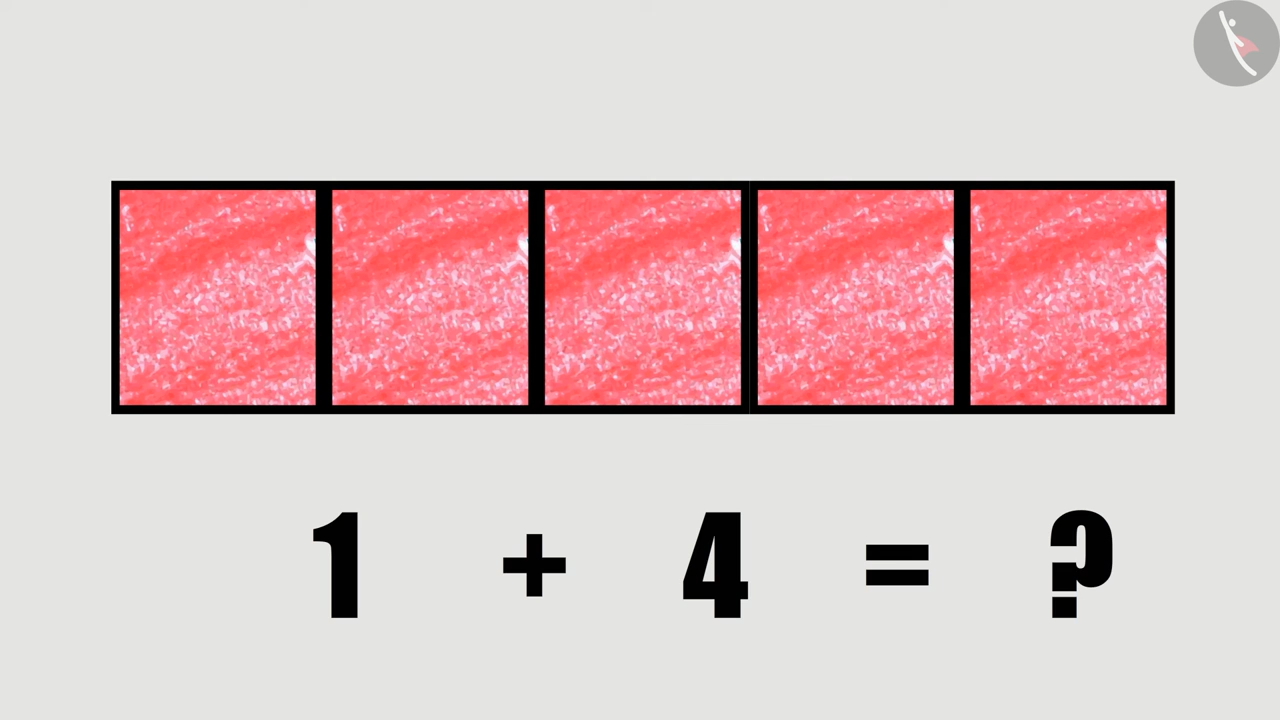 1 + 4 = ?